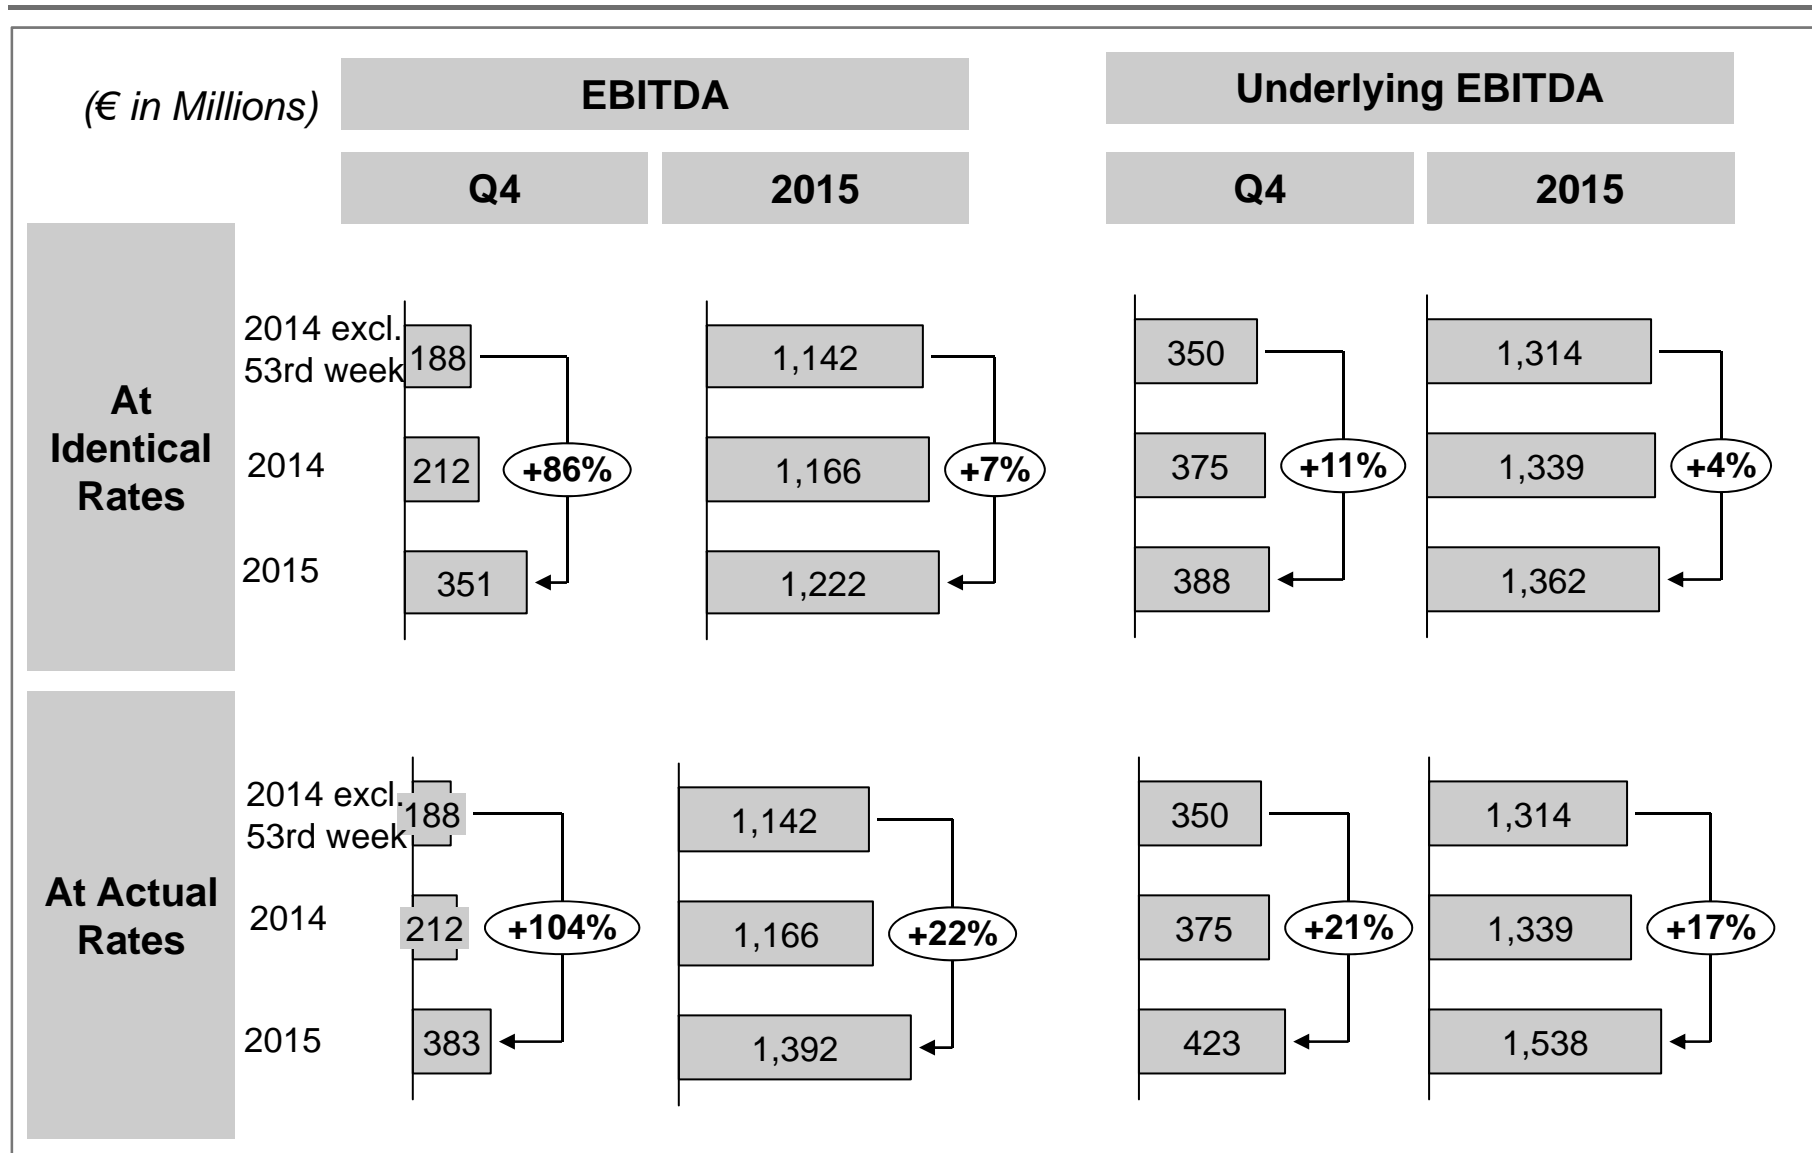 (€ in Millions)
EBITDA
Underlying EBITDA
Q4
2015
Q4
2015
At
Identical
Rates
2014 excl.
53rd week
188
1,142
350
1,314
2014
212
+86%
1,166
+7%
375
+11%
1,339
+4%
2015
351
1,222
388
1,362
At Actual
Rates
2014 excl.
53rd week
188
1,142
350
1,314
2014
212
+104%
1,166
+22%
375
+21%
1,339
+17%
2015
383
1,392
423
1,538